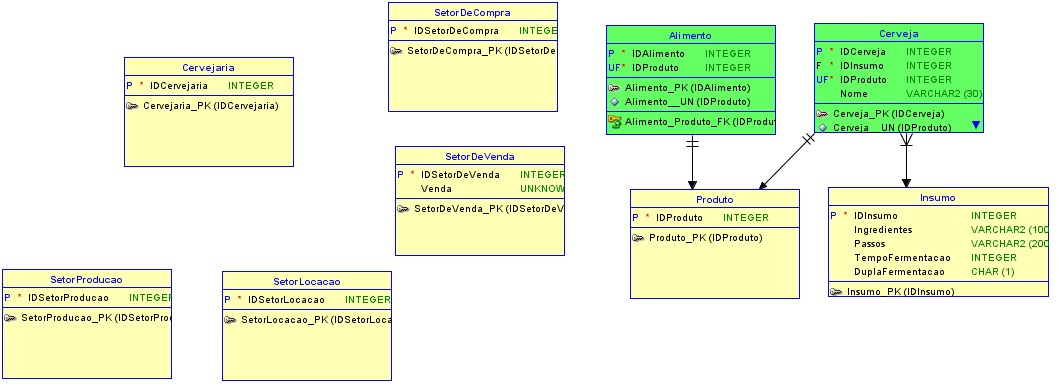 SetorDeCompra
P * IDSetorDeCompra INTEGE
SetorDeCompra_PK (IDSetorDe
Cervejaria
P * IDCervejaria INTEGER
Cervejaria_PK (IDCervejaria)
SetorDeVenda
P * IDSetorDeVenda INTEGER
Venda UNKNOW
SetorDeVenda_PK (IDSetorDeV
SetorProducao
P * IDSetorProducao INTEGER
SetorProducao_PK (IDSetorPro
SetorLocacao
P * IDSetorLocacao INTEGER
SetorLocacao_PK (IDSetorLoca
Alimento
P * IDAlimento INTEGER
UF* IDProduto INTEGER
Alimento_PK (IDAlimento)
Alimento__UN (IDProduto)
Alimento_Produto_FK (IDProdut
Cerveja
P * IDCerveja INTEGER
F * IDInsumo INTEGER
UF* IDProduto INTEGER
Nome VARCHAR2 (30)
Cerveja_PK (IDCerveja)
Cerveja__UN (IDProduto)
Produto
P * IDProduto INTEGER
Produto_PK (IDProduto)
Insumo
P * IDInsumo INTEGER
Ingredientes VARCHAR2 (100
Passos VARCHAR2 (200
TempoFermentacao INTEGER
DuplaFermentacao CHAR (1)
Insumo_PK (IDInsumo)